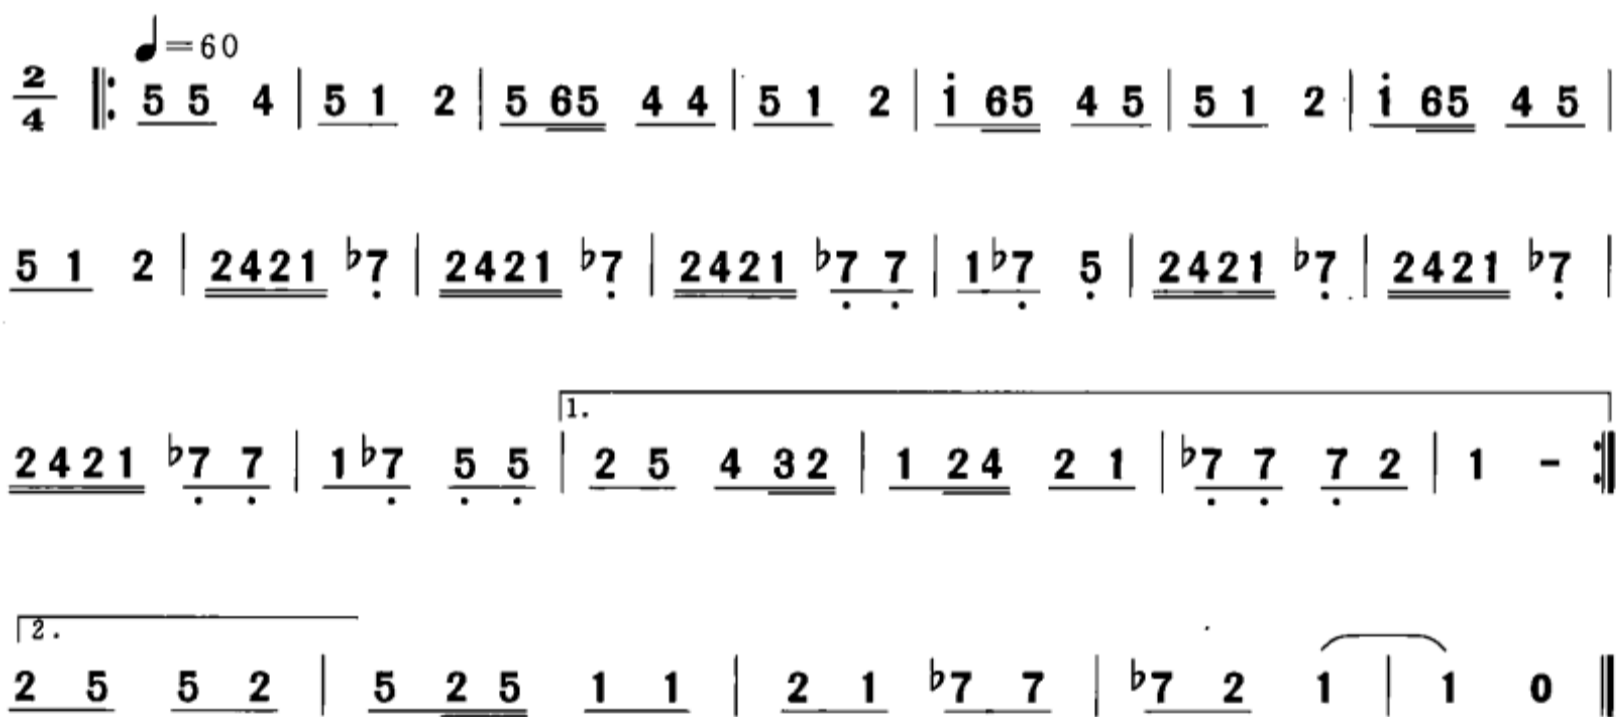 ♩=60
2/4 ‖: 5 5 4 | 5 1 2 | 5 65 4 4 | 5 1 2 | i 65 4 5 | 5 1 2 | i 65 4 5 |
5 1 2 | 2421 ♭7 | 2421 ♭7 | 2421 ♭7 7 | 1♭7 5 | 2421 ♭7 | 2421 ♭7 |
1.
2421 ♭7 7 | 1♭7 5 5 | 2 5 4 32 | 1 24 2 1 | ♭7 7 7 2 | 1 - :‖
2.
2 5 5 2 | 5 2 5 1 1 | 2 1 ♭7 7 | ♭7 2 1 | 1 0 ‖